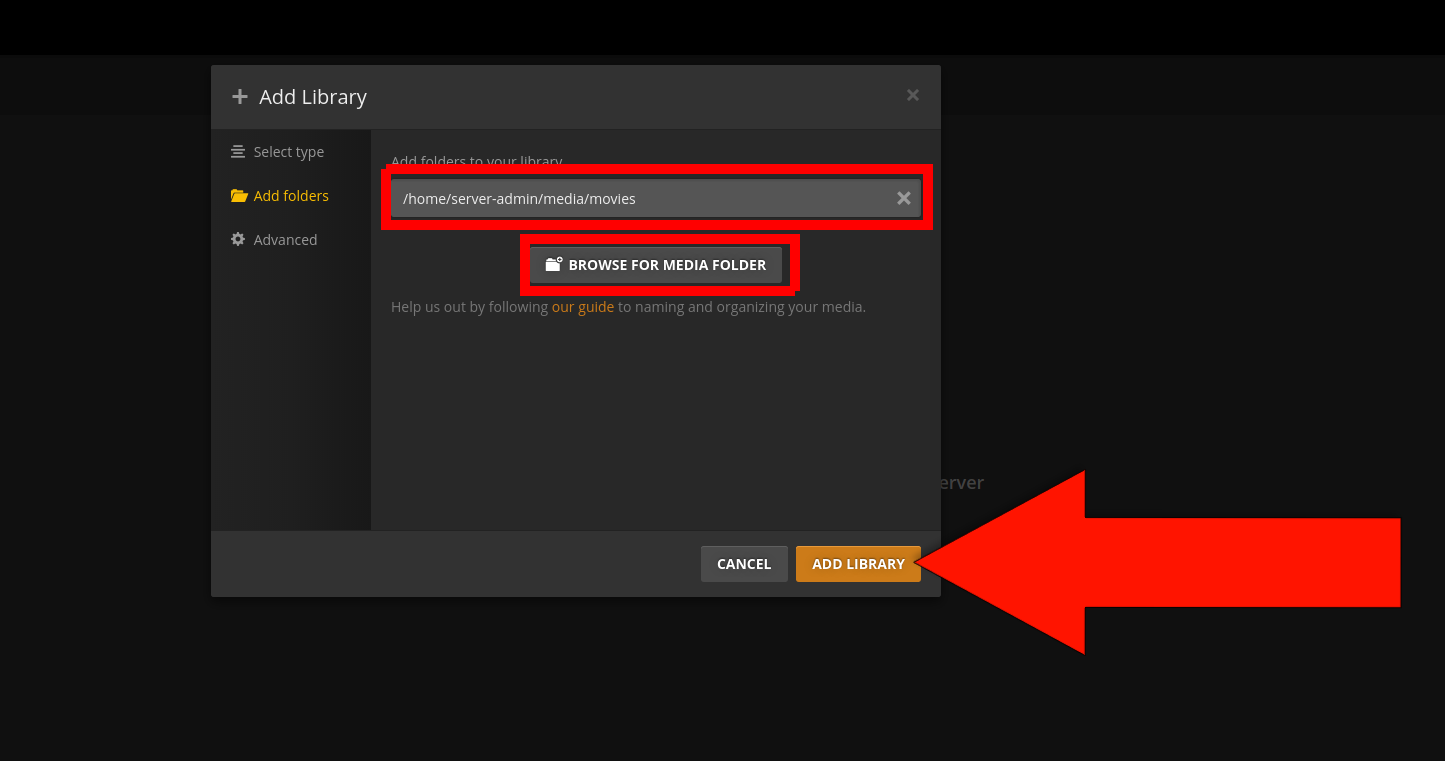 Add Library
Select type
Add folders
Advanced
Add folders to your library
/home/server-admin/media/movies
BROWSE FOR MEDIA FOLDER
Help us out by following our guide to naming and organizing your media.
erver
CANCEL
ADD LIBRARY